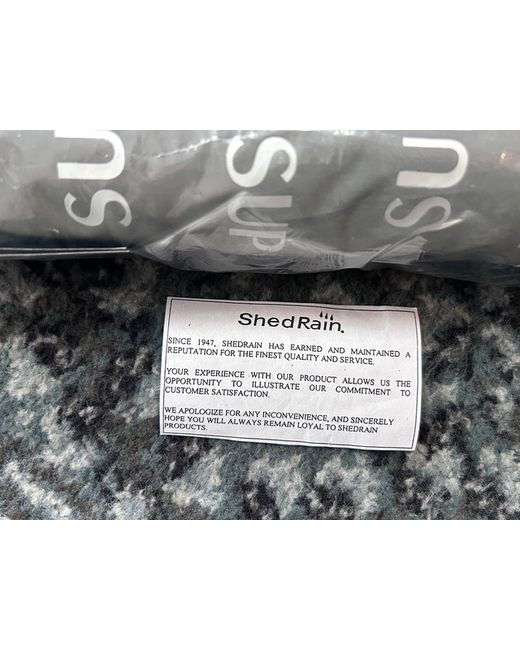 SU
SUP
SU
ShedRain
SINCE 1947, SHEDRAIN HAS EARNED AND MAINTAINED A
REPUTATION FOR THE FINEST QUALITY AND SERVICE.
YOUR EXPERIENCE WITH OUR PRODUCT ALLOWS US THE
OPPORTUNITY TO ILLUSTRATE OUR COMMITMENT TO
CUSTOMER SATISFACTION.
WE APOLOGIZE FOR ANY INCONVENIENCE, AND SINCERELY
HOPE YOU WILL ALWAYS REMAIN LOYAL TO SHEDRAIN
PRODUCTS.